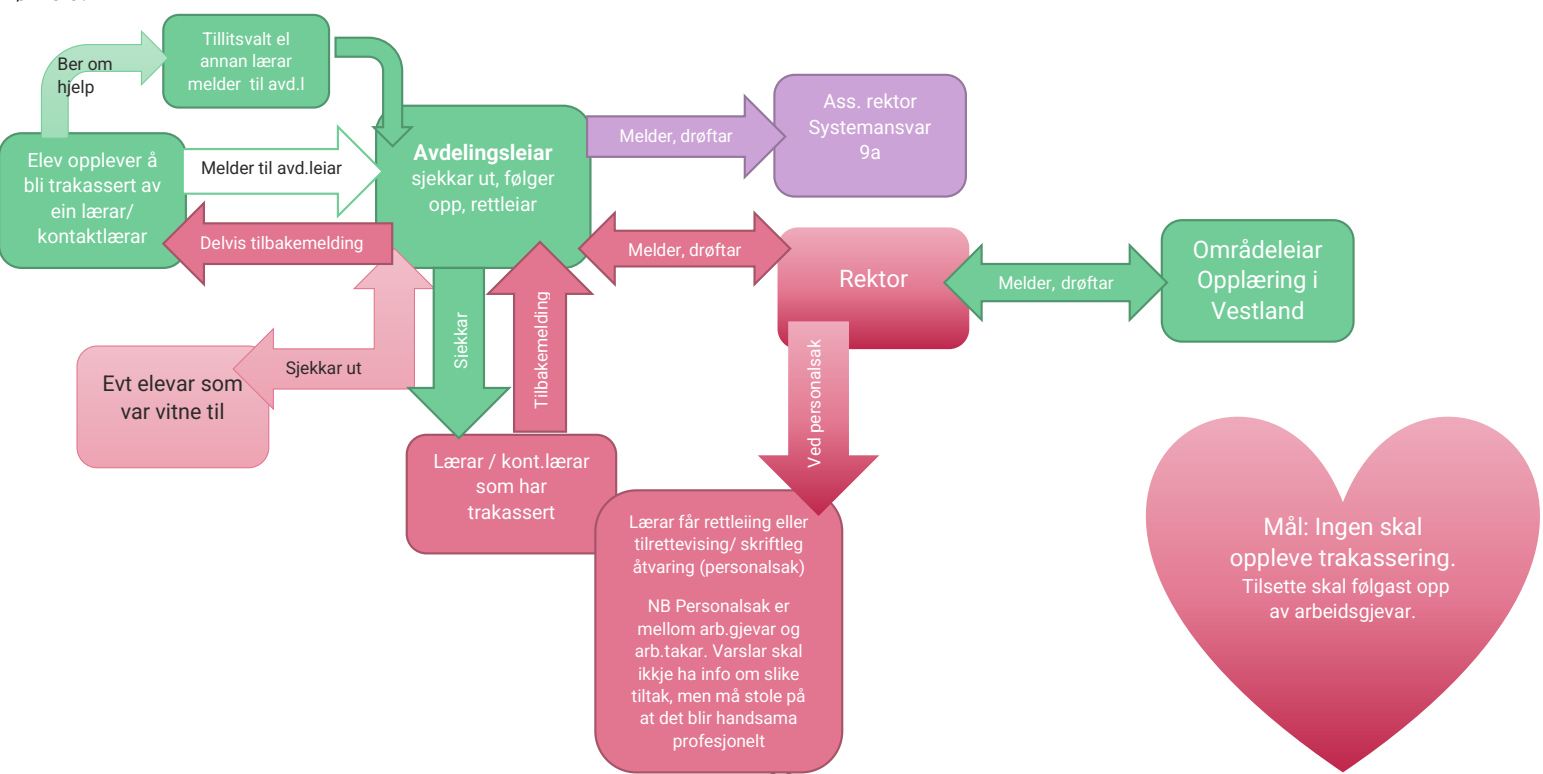 Ber om
hjelp
Tillitsvalt el
annan lærar
melder til avd.l
Elev opplever å
bli trakassert av
ein lærar/
kontaktlærar
Melder til avd.leiar
Avdelingsleiar
sjekkar ut, følger
opp, rettleiar
Melder, drøftar
Ass. rektor
Systemansvar
9a
Delvis tilbakemelding
Melder, drøftar
Rektor
Melder, drøftar
Områdeleiar
Opplæring i
Vestland
Evt elevar som
var vitne til
Sjekkar ut
Sjekkar
Tilbakemelding
Ved personalsak
Lærar / kont.lærar
som har
trakassert
Lærar får rettleiing eller
tilrettevising/ skriftleg
åtvaring (personalsak)
NB Personalsak er
mellom arb.gjevar og
arb.takar. Varslar skal
ikkje ha info om slike
tiltak, men må stole på
at det blir handsama
profesjonelt
Mål: Ingen skal
oppleve trakassering.
Tilsette skal følgast opp
av arbeidsgjevar.